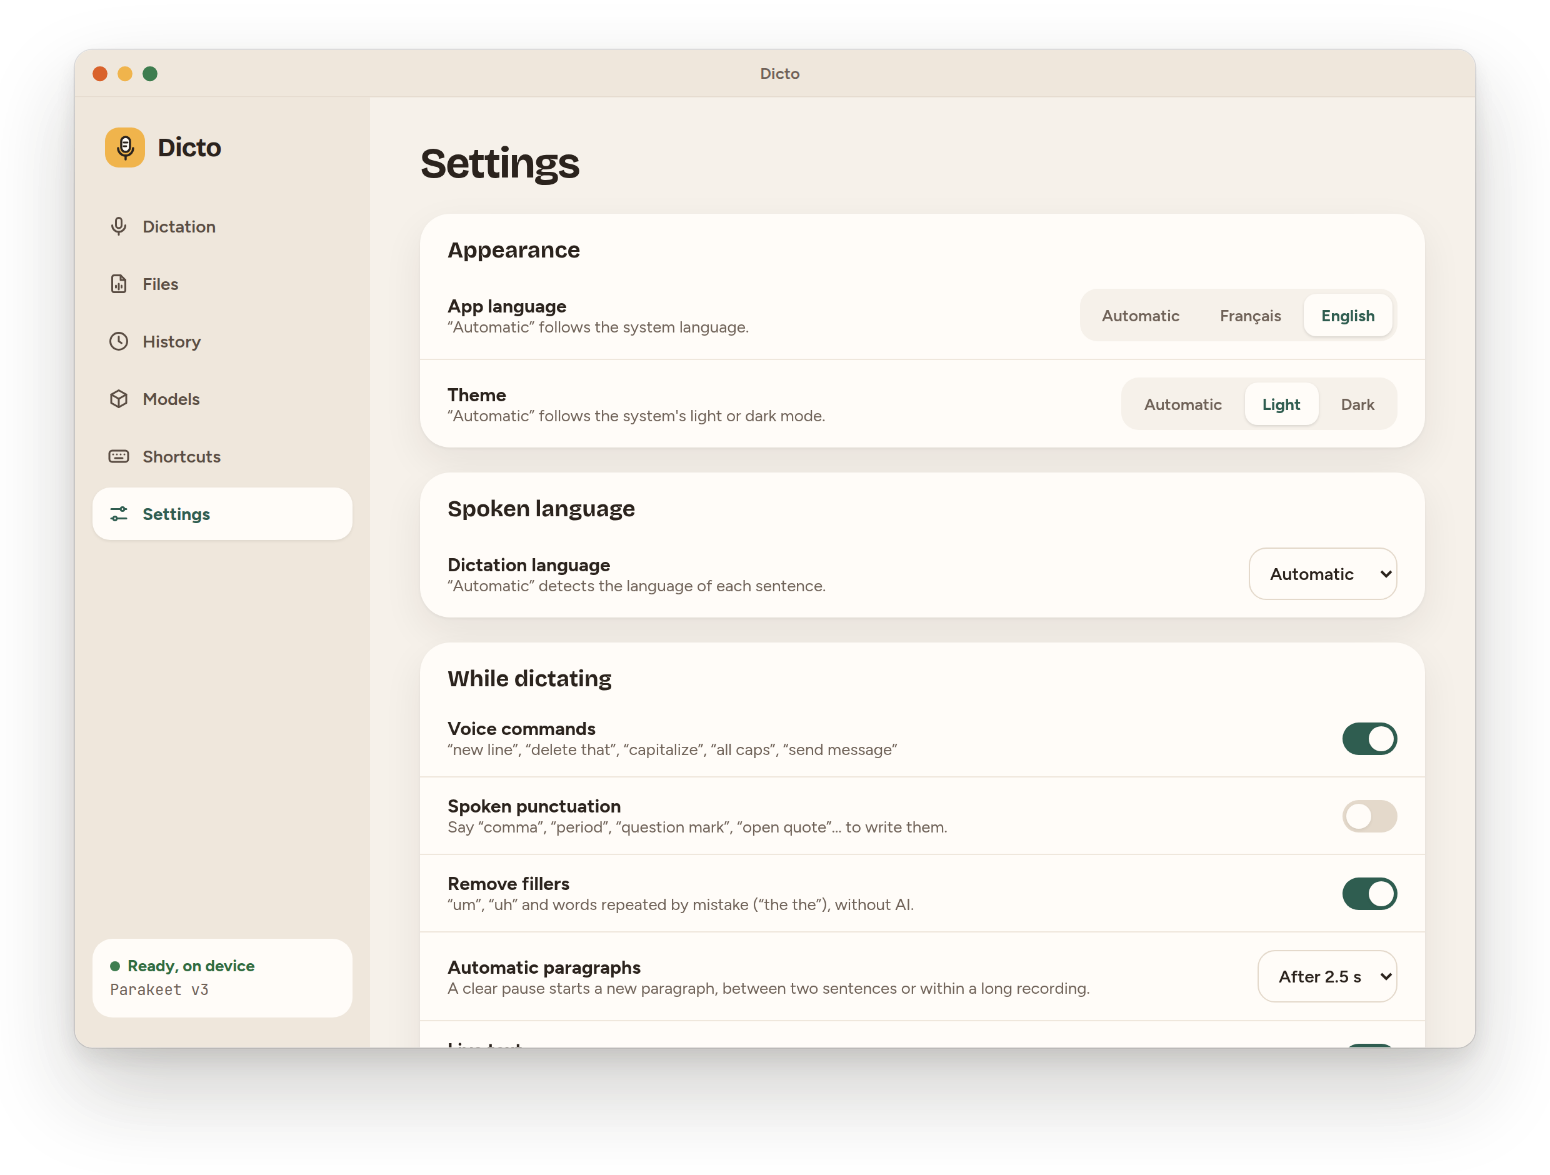 Dicto
Dicto
Dictation
Files
History
Models
Shortcuts
Settings
Ready, on device
Parakeet v3
Settings
Appearance
App language
“Automatic” follows the system language.
Automatic Français English
Theme
“Automatic” follows the system's light or dark mode.
Automatic Light Dark
Spoken language
Dictation language
“Automatic” detects the language of each sentence.
Automatic
While dictating
Voice commands
“new line”, “delete that”, “capitalize”, “all caps”, “send message”
Spoken punctuation
Say “comma”, “period”, “question mark”, “open quote”… to write them.
Remove fillers
“um”, “uh” and words repeated by mistake (“the the”), without AI.
Automatic paragraphs
A clear pause starts a new paragraph, between two sentences or within a long recording.
After 2.5 s